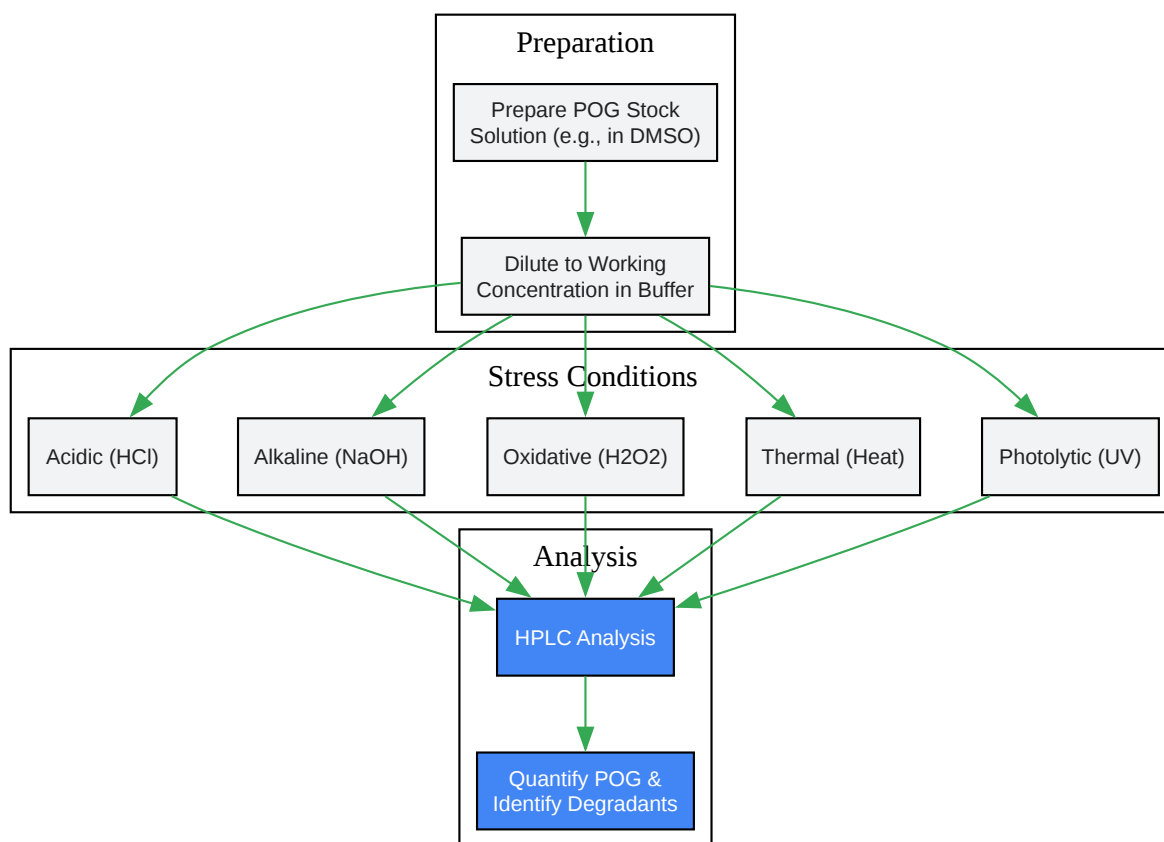 Preparation
Prepare POG Stock
Solution (e.g., in DMSO)
Dilute to Working
Concentration in Buffer
Stress Conditions
Acidic (HCl)
Alkaline (NaOH)
Oxidative (H2O2)
Thermal (Heat)
Photolytic (UV)
Analysis
HPLC Analysis
Quantify POG &
Identify Degradants